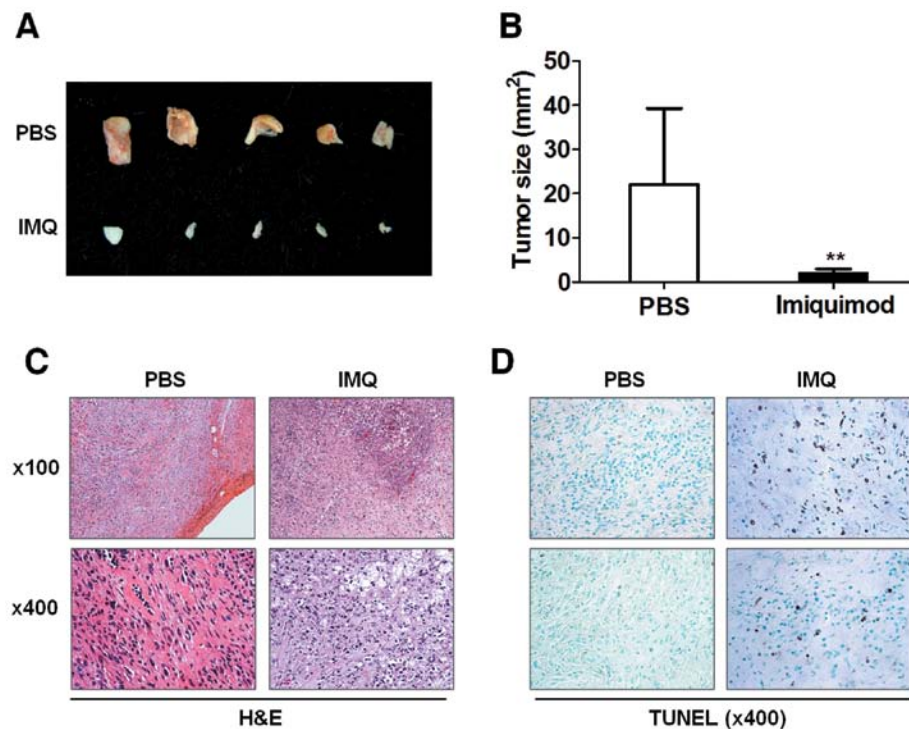 A
PBS
IMQ
B
Tumor size (mm²)
50
40
30
20
10
0
**
PBS
Imiquimod
C
PBS
IMQ
x100
x400
H&E
D
PBS
IMQ
TUNEL (x400)